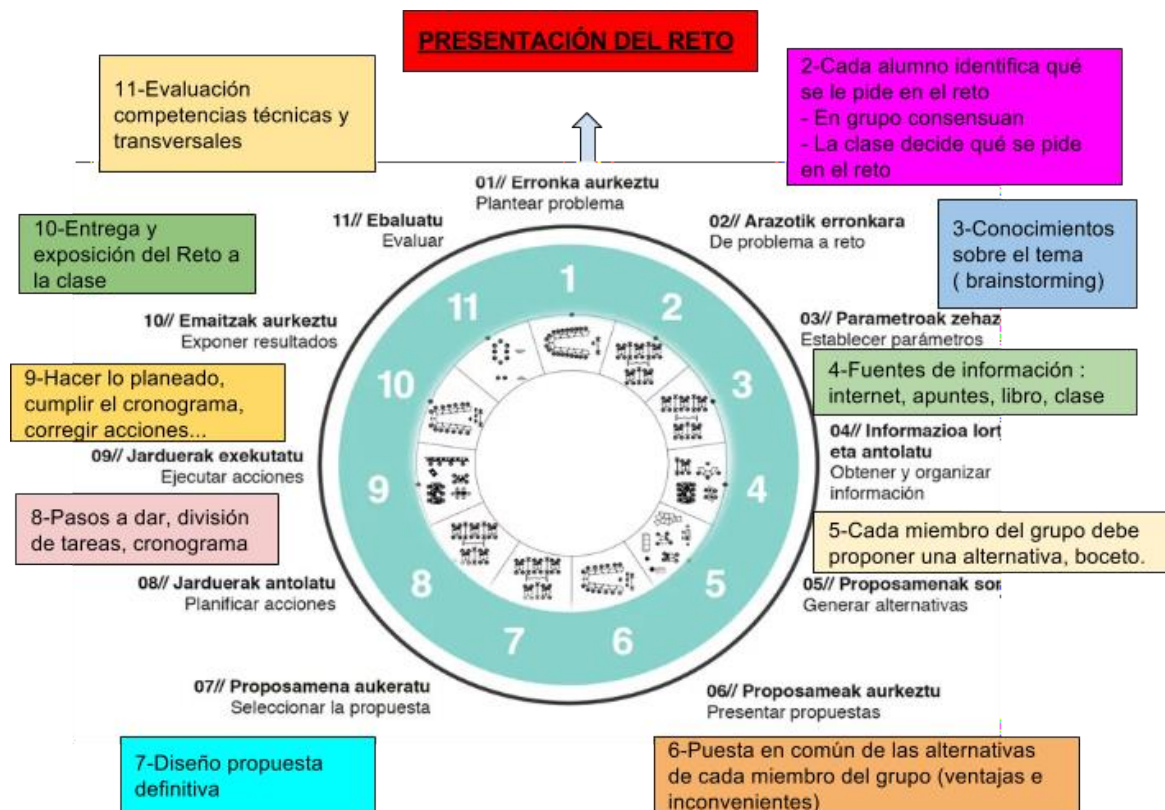 PRESENTACIÓN DEL RETO
11-Evaluación
competencias técnicas y
transversales
2-Cada alumno identifica qué
se le pide en el reto
- En grupo consensuan
- La clase decide qué se pide
en el reto
01// Erronka aurkeztu
Plantear problema
11// Ebaluatu
Evaluar
02// Arazotik erronkara
De problema a reto
10-Entrega y
exposición del Reto a
la clase
3-Conocimientos
sobre el tema
( brainstorming)
10// Emaitzak aurkeztu
Exponer resultados
03// Parametroak zehaz
Establecer parámetros
9-Hacer lo planeado,
cumplir el cronograma,
corregir acciones...
4-Fuentes de información :
internet, apuntes, libro, clase
09// Jarduerak exekutatu
Ejecutar acciones
04// Informazioa lort
eta antolatu
Obtener y organizar
información
8-Pasos a dar, división
de tareas, cronograma
5-Cada miembro del grupo debe
proponer una alternativa, boceto.
08// Jarduerak antolatu
Planificar acciones
05// Proposamenak sor
Generar alternativas
07// Proposamena aukeratu
Seleccionar la propuesta
06// Proposameak aurkeztu
Presentar propuestas
7-Diseño propuesta
definitiva
6-Puesta en común de las alternativas
de cada miembro del grupo (ventajas e
inconvenientes)
1
2
3
4
5
6
7
8
9
10
11